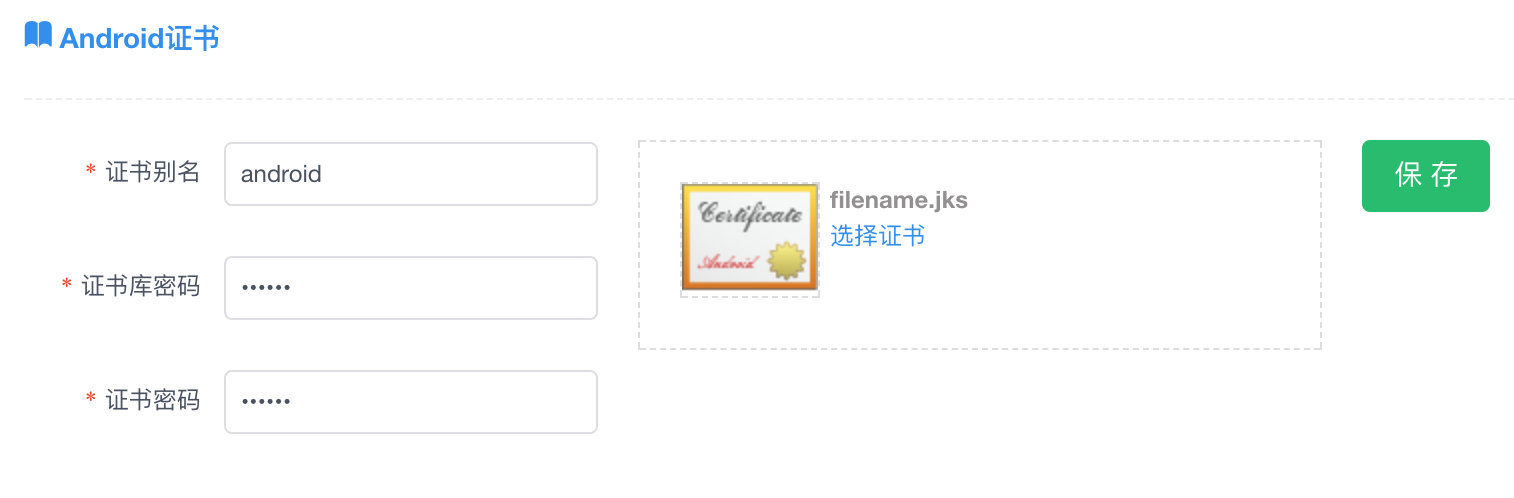 Android证书
* 证书别名
android
* 证书库密码
••••••
* 证书密码
••••••
Certificate
Android
filename.jks
选择证书
保 存